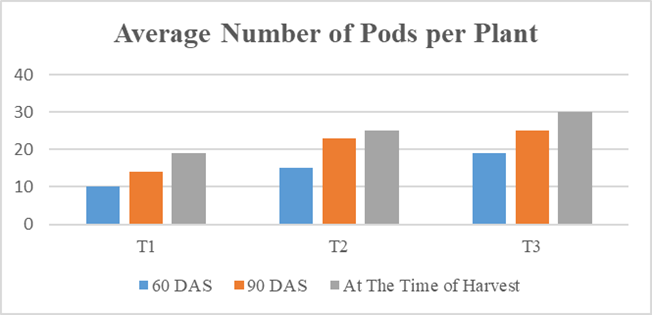 Average Number of Pods per Plant
40
30
20
10
0
T1 T2 T3
60 DAS 90 DAS At The Time of Harvest